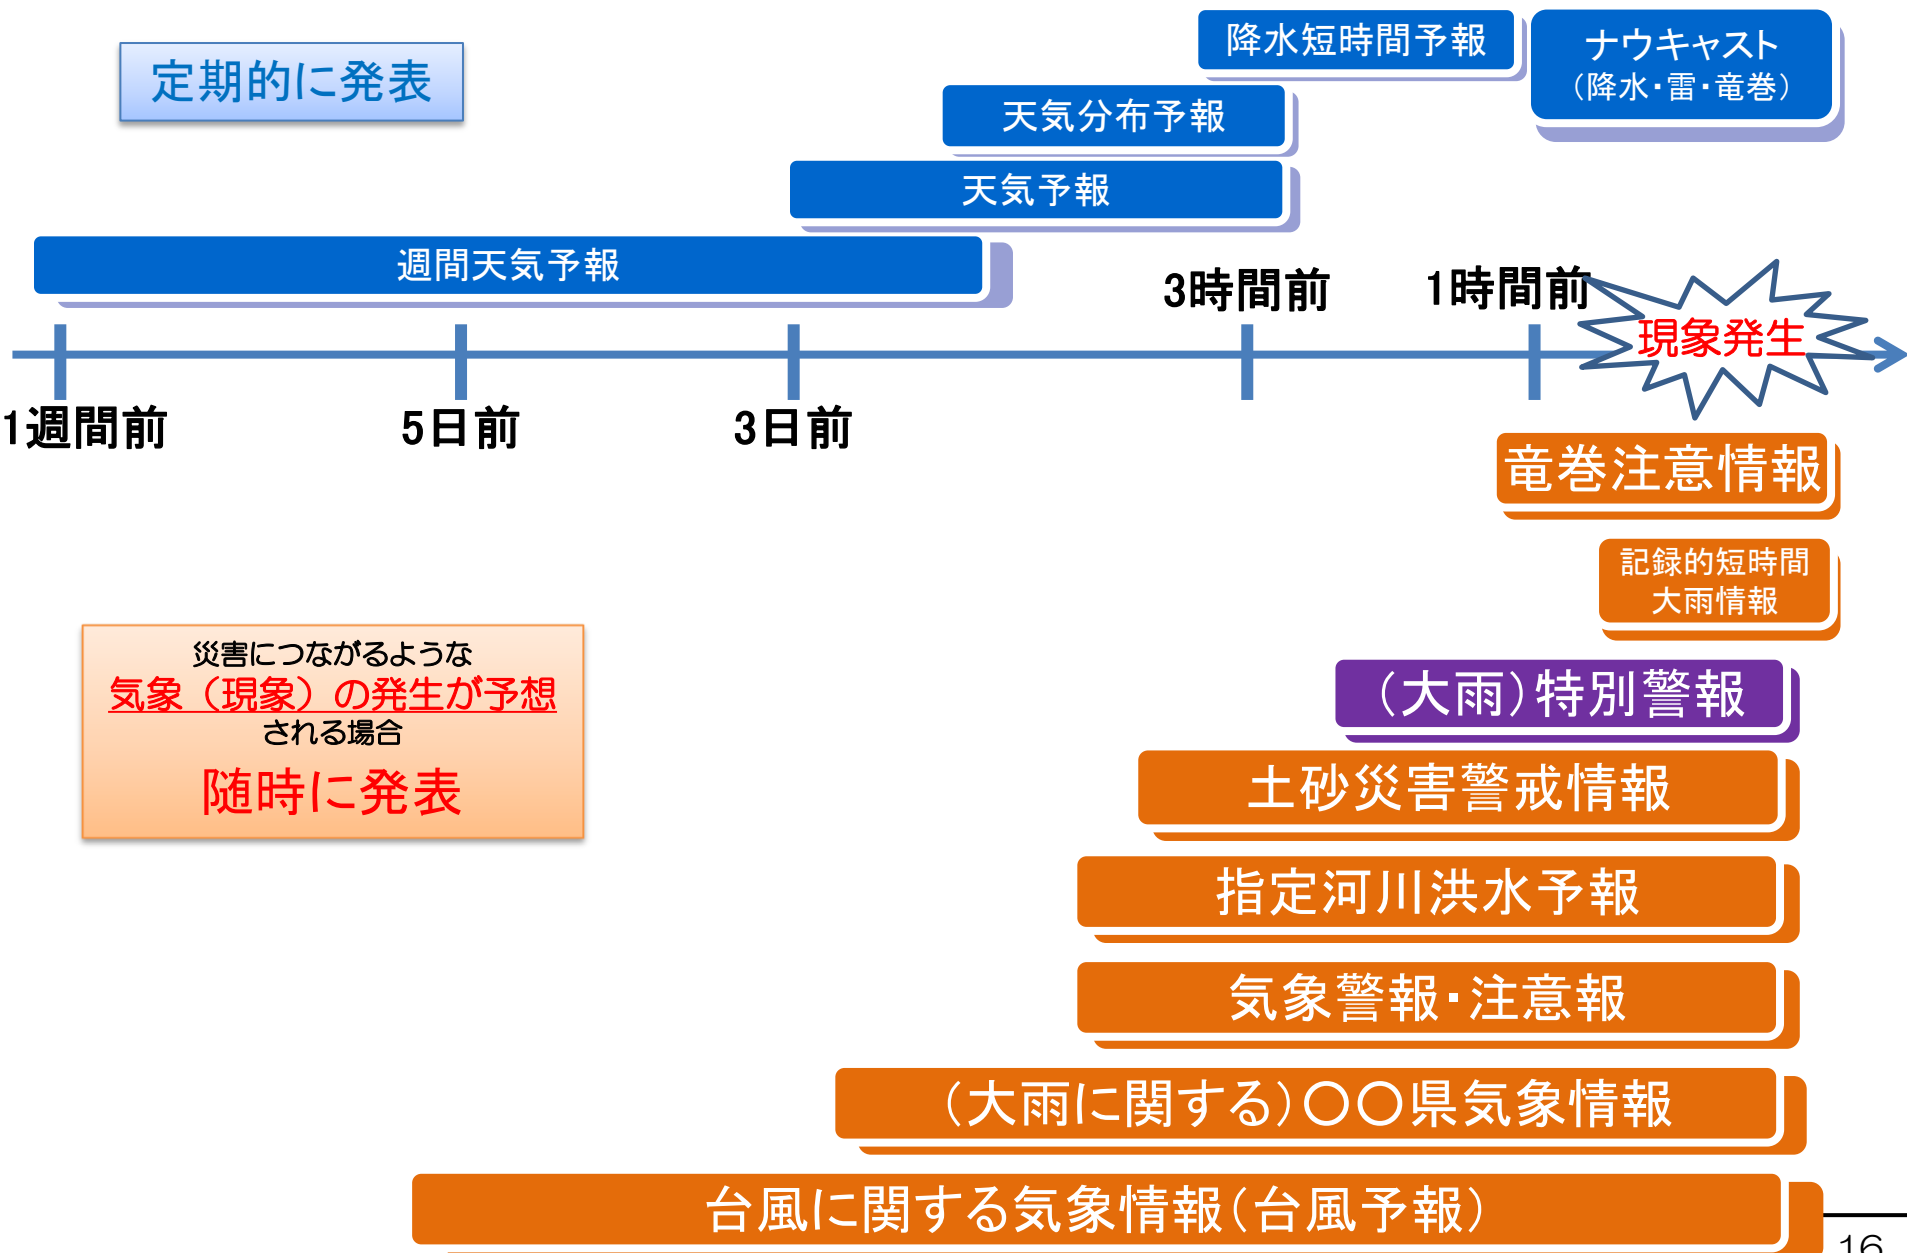 定期的に発表
降水短時間予報
ナウキャスト
（降水・雷・竜巻）
天気分布予報
天気予報
週間天気予報
3時間前
1時間前
現象発生
1週間前
5日前
3日前
竜巻注意情報
記録的短時間
大雨情報
災害につながるような
気象（現象）の発生が予想
される場合
随時に発表
（大雨）特別警報
土砂災害警戒情報
指定河川洪水予報
気象警報・注意報
（大雨に関する）〇〇県気象情報
台風に関する気象情報（台風予報）
16